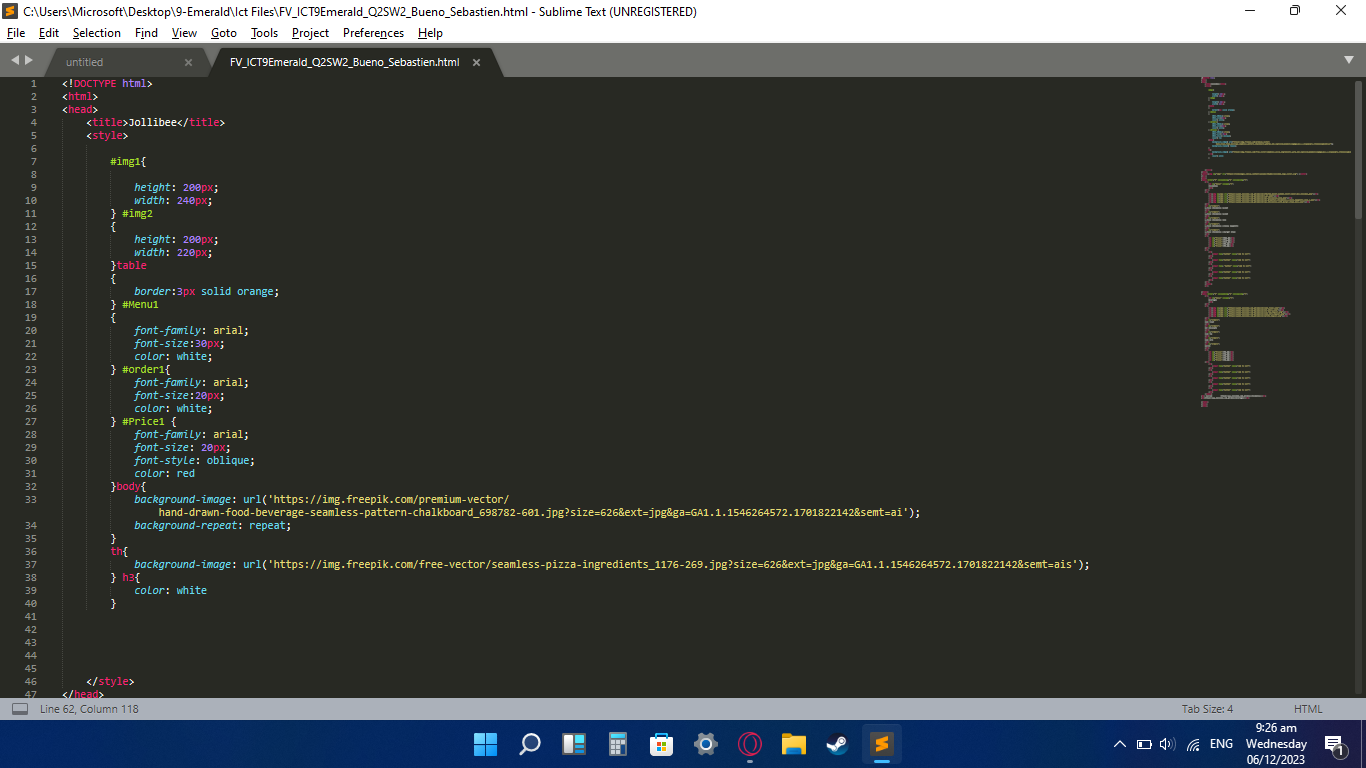 C:\Users\Microsoft\Desktop\9-Emerald\Ict Files\FV_ICT9Emerald_Q2SW2_Bueno_Sebastien.html - Sublime Text (UNREGISTERED)
File Edit Selection Find View Goto Tools Project Preferences Help
untitled × FV_ICT9Emerald_Q2SW2_Bueno_Sebastien.html ×
1 <!DOCTYPE html>
2 <html>
3 <head>
4 <title>Jollibee</title>
5 <style>
6
7 #img1{
8
9 height: 200px;
10 width: 240px;
11 } #img2
12 {
13 height: 200px;
14 width: 220px;
15 }table
16 {
17 border:3px solid orange;
18 } #Menu1
19 {
20 font-family: arial;
21 font-size:30px;
22 color: white;
23 } #order1{
24 font-family: arial;
25 font-size:20px;
26 color: white;
27 } #Price1 {
28 font-family: arial;
29 font-size: 20px;
30 font-style: oblique;
31 color: red
32 }body{
33 background-image: url('https://img.freepik.com/premium-vector/
hand-drawn-food-beverage-seamless-pattern-chalkboard_698782-601.jpg?size=626&ext=jpg&ga=GA1.1.1546264572.1701822142&semt=ai');
34 background-repeat: repeat;
35 }
36 th{
37 background-image: url('https://img.freepik.com/free-vector/seamless-pizza-ingredients_1176-269.jpg?size=626&ext=jpg&ga=GA1.1.1546264572.1701822142&semt=ais');
38 } h3{
39 color: white
40 }
41
42
43
44
45
46 </style>
47 </head>
Line 62, Column 118 Tab Size: 4 HTML
ENG
9:26 am
Wednesday
06/12/2023
1